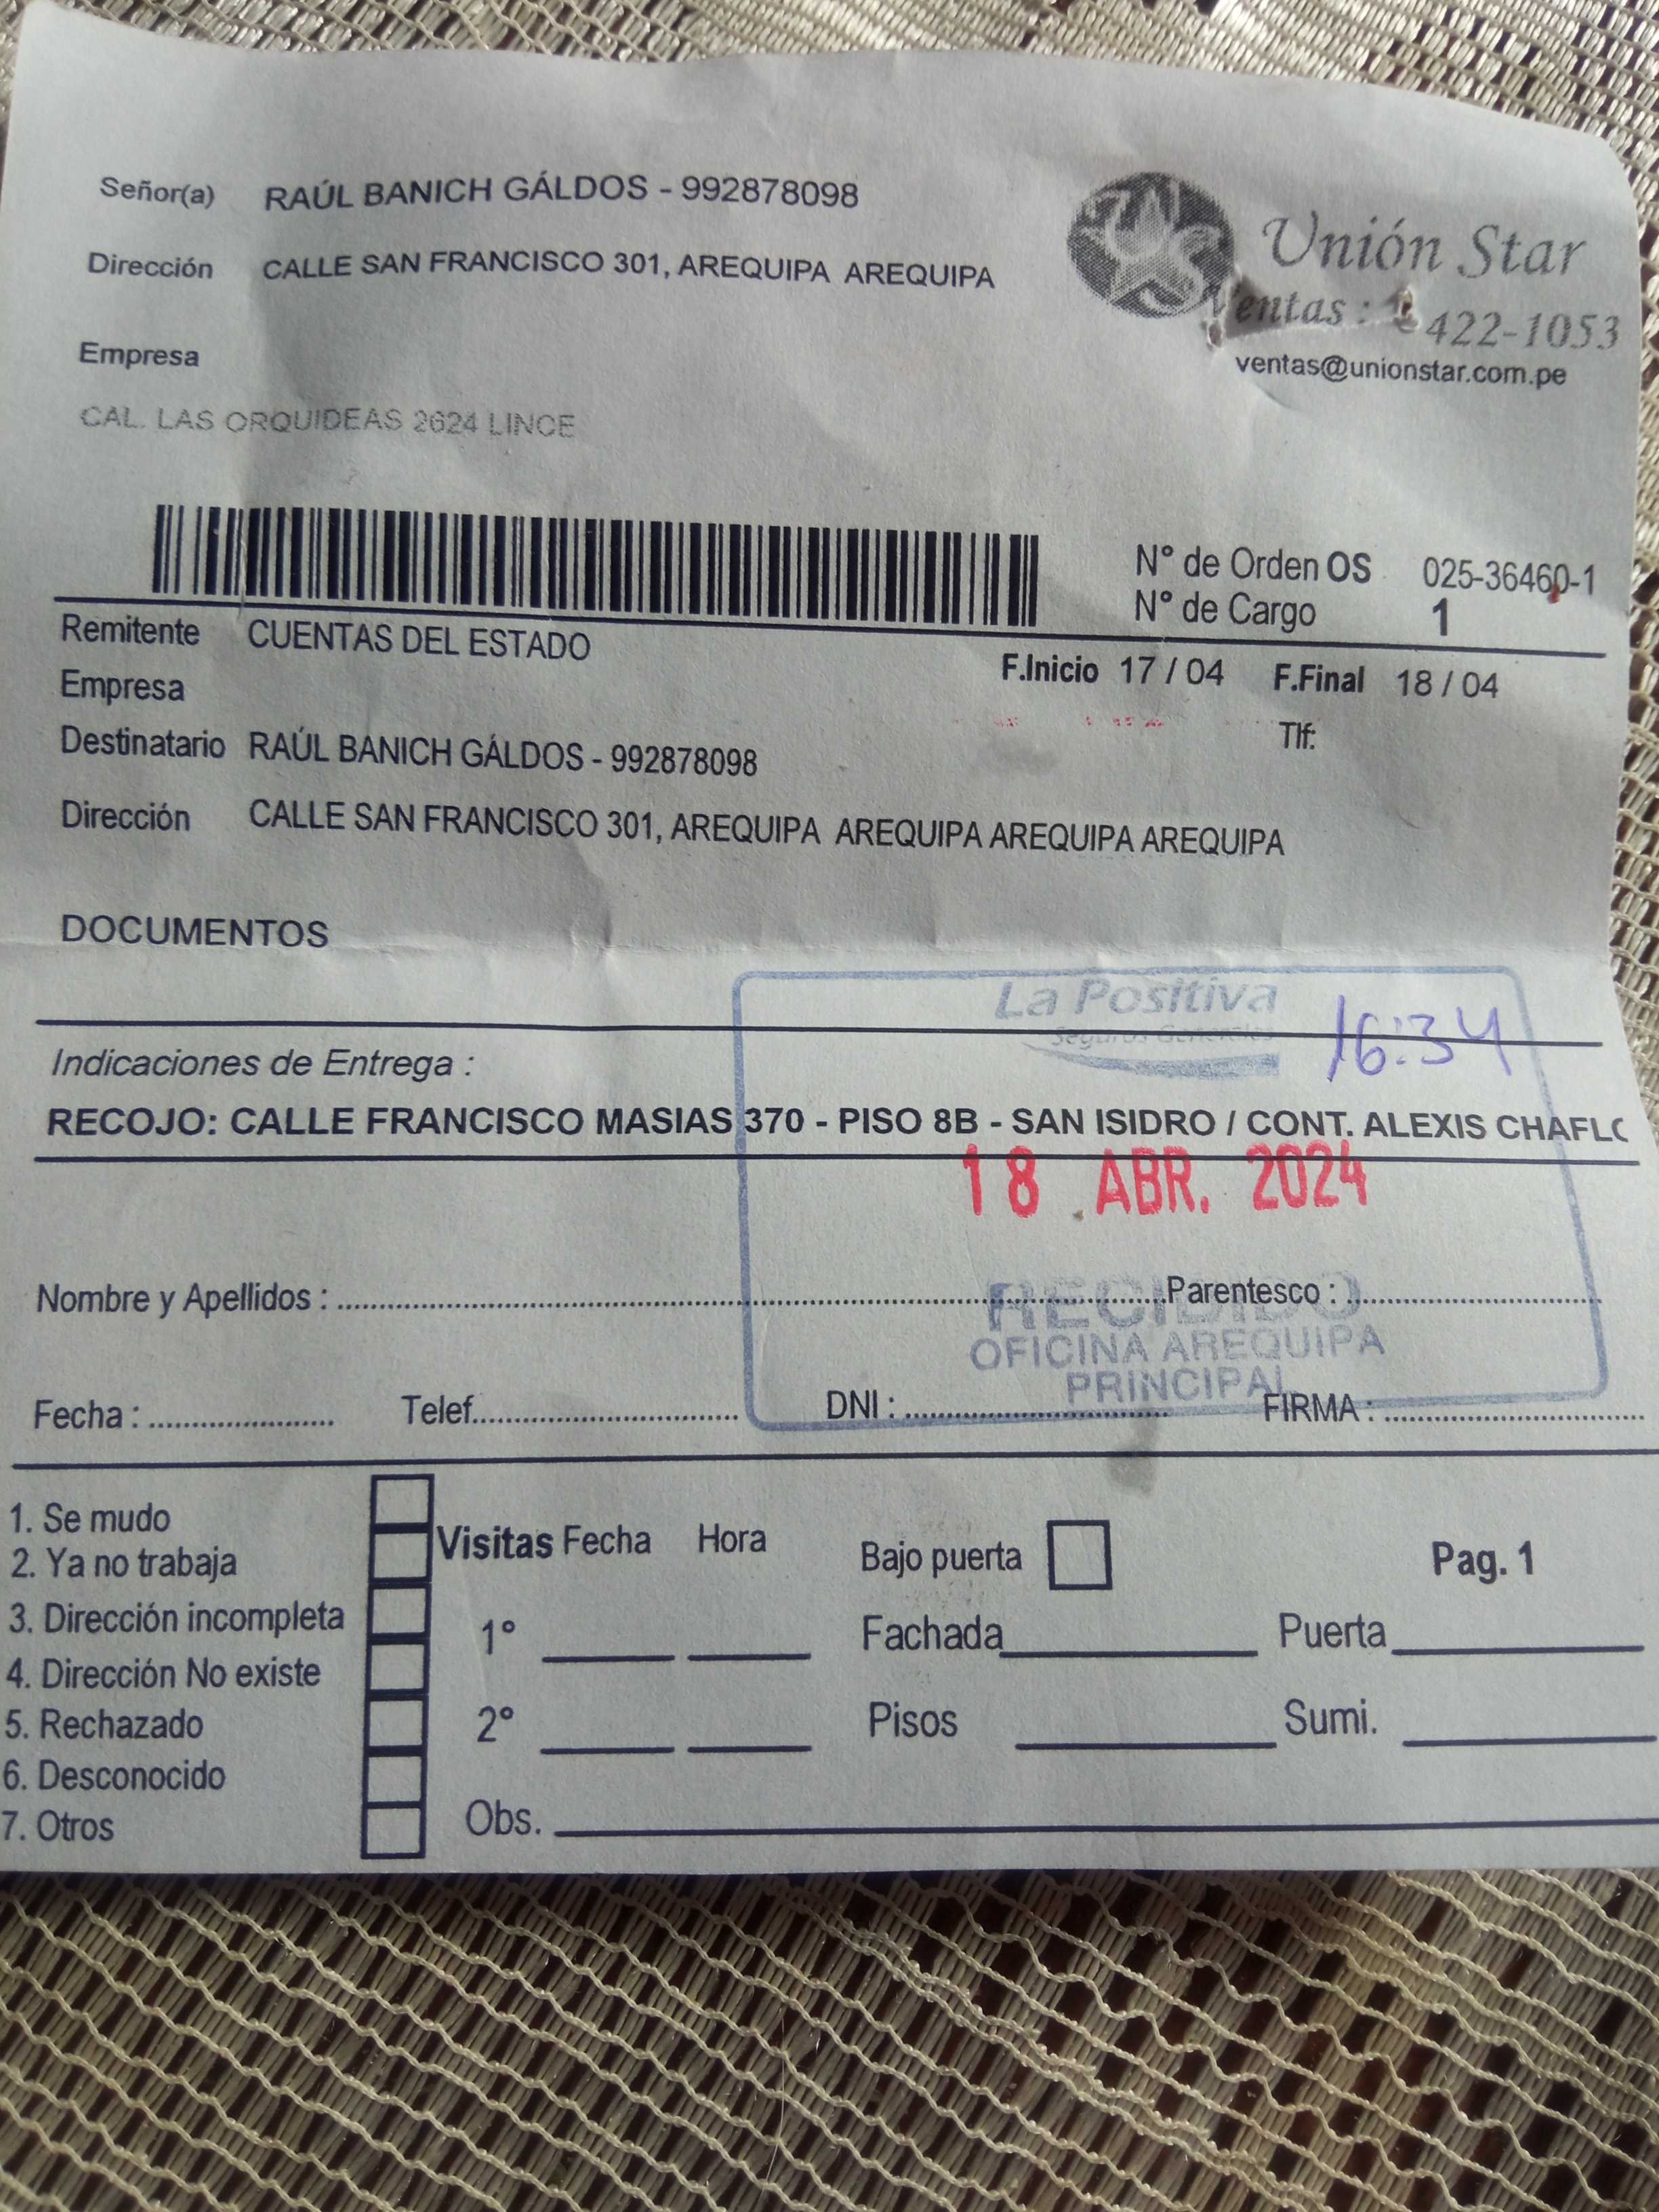 Señor(a) RAÚL BANICH GÁLDOS - 992878098
Dirección CALLE SAN FRANCISCO 301, AREQUIPA AREQUIPA
Unión Star
Ventas : 422-1053
ventas@unionstar.com.pe
Empresa
CAL. LAS ORQUIDEAS 2624 LINCE
N° de Orden OS 025-36460-1
N° de Cargo 1
Remitente CUENTAS DEL ESTADO
F.Inicio 17 / 04 F.Final 18 / 04
Empresa
Tlf:
Destinatario RAÚL BANICH GÁLDOS - 992878098
Dirección CALLE SAN FRANCISCO 301, AREQUIPA AREQUIPA AREQUIPA AREQUIPA
DOCUMENTOS
La Positiva
Seguros Generales
16:34
Indicaciones de Entrega :
RECOJO: CALLE FRANCISCO MASIAS 370 - PISO 8B - SAN ISIDRO / CONT. ALEXIS CHAFLO
18 ABR. 2024
Nombre y Apellidos : Parentesco :
RECIBIDO
OFICINA AREQUIPA
PRINCIPAL
Fecha : Telef. DNI : FIRMA :
1. Se mudo
2. Ya no trabaja
3. Dirección incompleta
4. Dirección No existe
5. Rechazado
6. Desconocido
7. Otros
Visitas Fecha Hora
1°
2°
Obs.
Bajo puerta
Pag. 1
Fachada Puerta
Pisos Sumi.